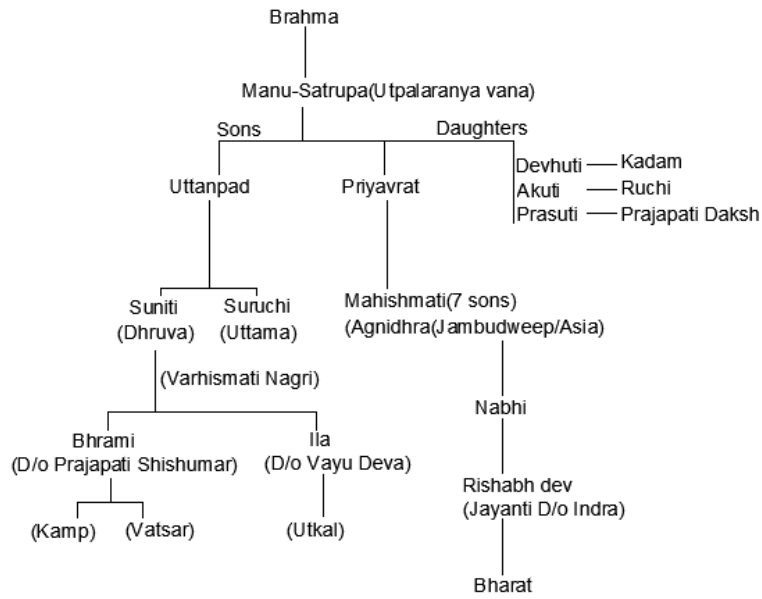 Brahma
Manu-Satrupa(Utpalaranya vana)
Sons
Daughters
Devhuti
Kadam
Akuti
Ruchi
Prasuti
Prajapati Daksh
Uttanpad
Priyavrat
Suniti
(Dhruva)
Suruchi
(Uttama)
Mahishmati(7 sons)
(Agnidhra(Jambudweep/Asia)
(Varhismati Nagri)
Nabhi
Bhrami
(D/o Prajapati Shishumar)
Ila
(D/o Vayu Deva)
Rishabh dev
(Jayanti D/o Indra)
(Kamp)
(Vatsar)
(Utkal)
Bharat